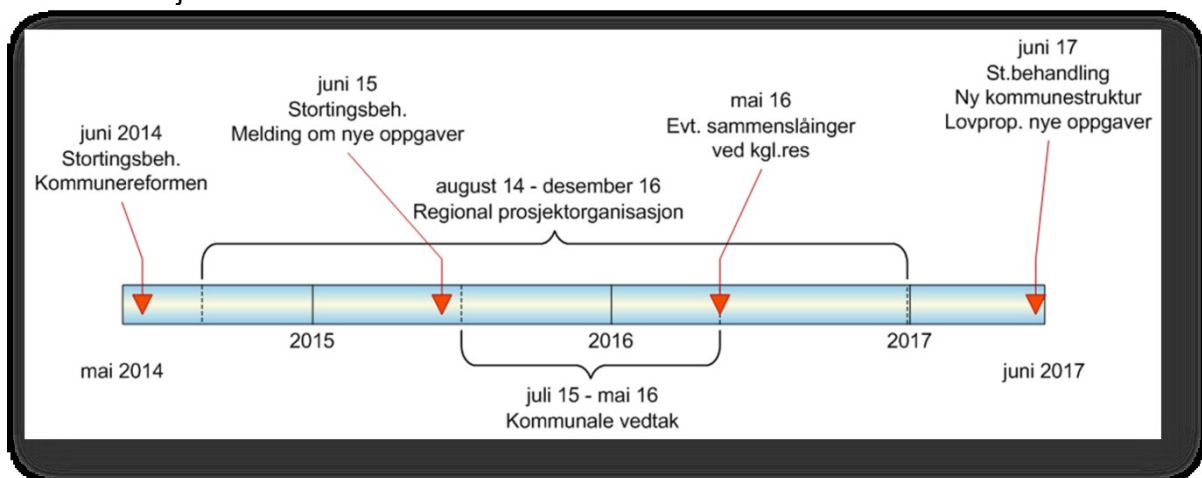 juni 2014
Stortingsbeh.
Kommunereformen
juni 15
Stortingsbeh.
Melding om nye oppgaver
august 14 - desember 16
Regional prosjektorganisasjon
mai 16
Evt. sammenslåinger
ved kgl.res
juni 17
St.behandling
Ny kommunestruktur
Lovprop. nye oppgaver
2015
2016
2017
mai 2014
juni 2017
juli 15 - mai 16
Kommunale vedtak